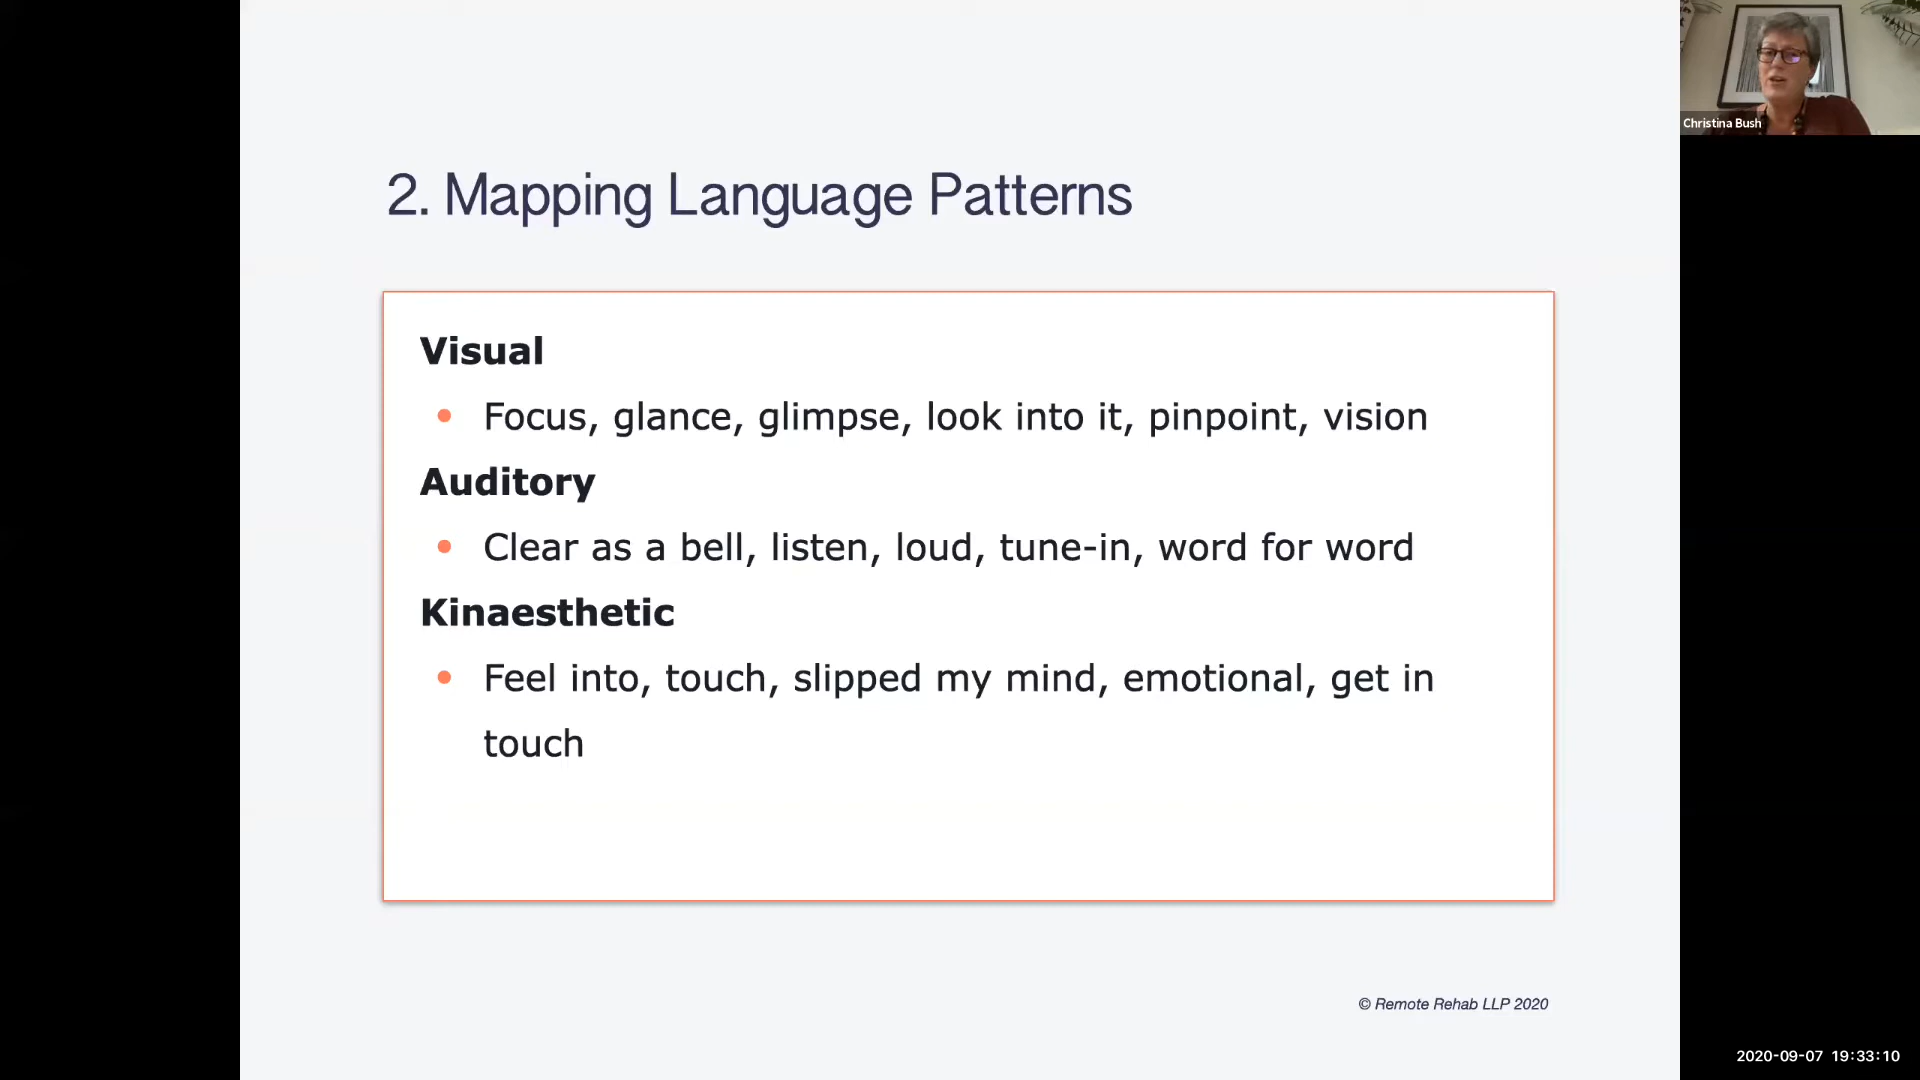 Christina Bush
2. Mapping Language Patterns
Visual
• Focus, glance, glimpse, look into it, pinpoint, vision
Auditory
• Clear as a bell, listen, loud, tune-in, word for word
Kinaesthetic
• Feel into, touch, slipped my mind, emotional, get in
touch
© Remote Rehab LLP 2020
2020-09-07 19:33:10